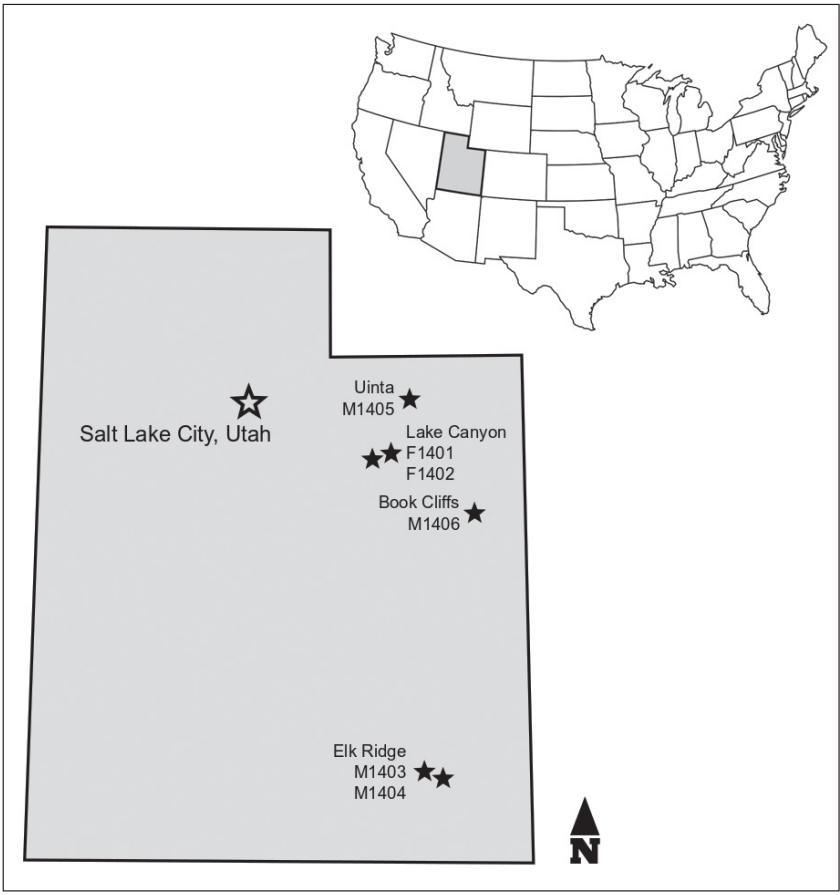 Uinta
M1405
Salt Lake City, Utah
Lake Canyon
F1401
F1402
Book Cliffs
M1406
Elk Ridge
M1403
M1404
N